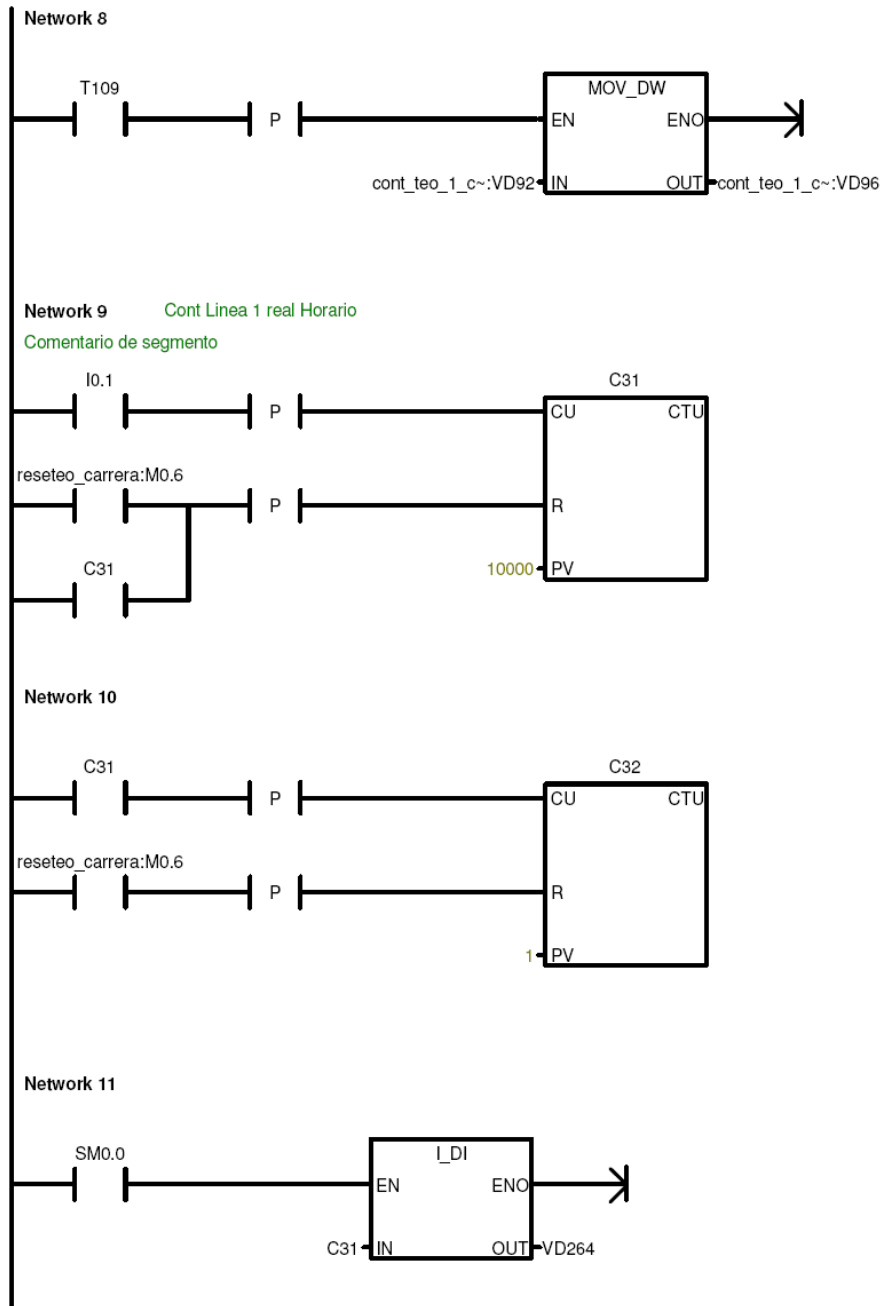 Network 8
T109
P
MOV_DW
EN ENO
cont_teo_1_c~:VD92 IN OUT cont_teo_1_c~:VD96
Network 9 Cont Linea 1 real Horario
Comentario de segmento
I0.1 C31
P CU CTU
reseteo_carrera:M0.6
P R
C31
10000 PV
Network 10
C31 C32
P CU CTU
reseteo_carrera:M0.6
P R
1 PV
Network 11
SM0.0 I_DI
EN ENO
C31 IN OUT VD264